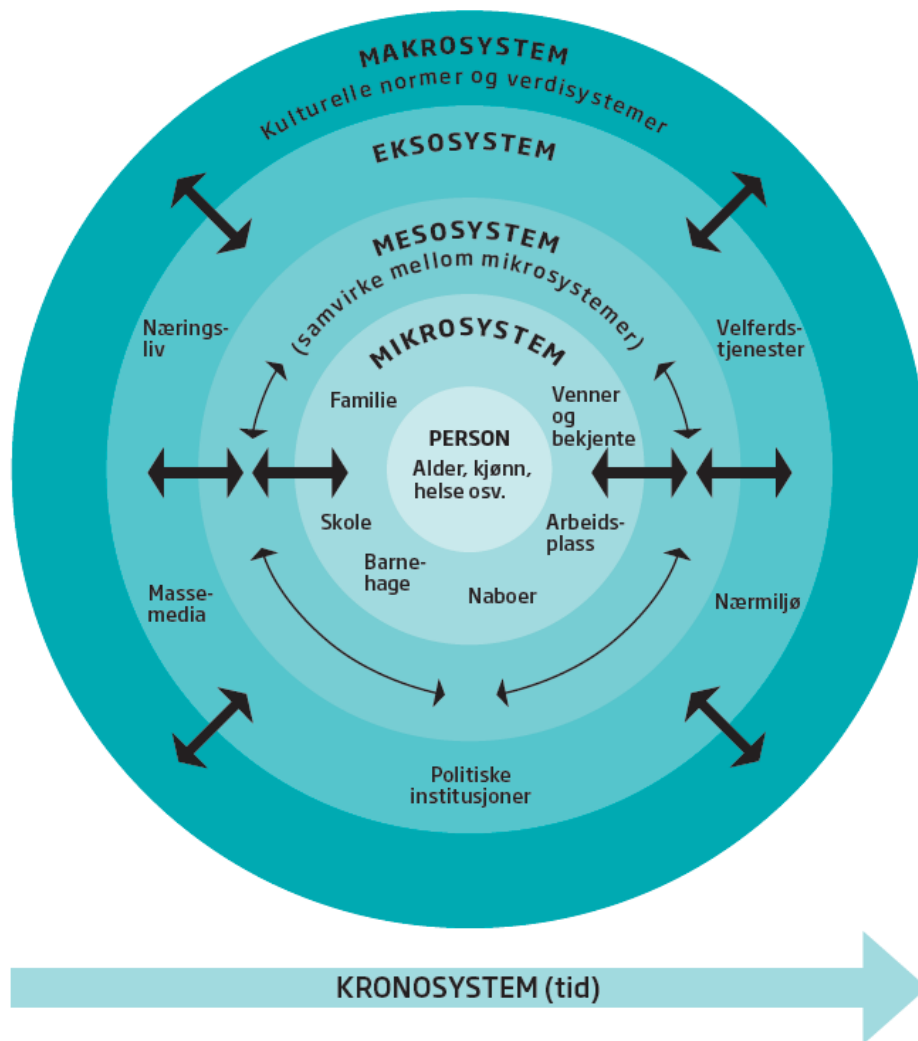 MAKROSYSTEM
Kulturelle normer og verdisystemer
EKSOSYSTEM
MESOSYSTEM
(samvirke mellom mikrosystemer)
MIKROSYSTEM
Nærings-
liv
Velferds-
tjenester
Familie
Venner
og
bekjente
PERSON
Alder, kjønn,
helse osv.
Skole
Barne-
hage
Naboer
Arbeids-
plass
Masse-
media
Nærmiljø
Politiske
institusjoner
KRONOSYSTEM (tid)